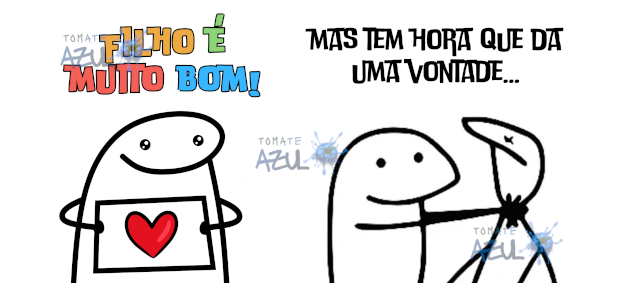 FILHO É
MUITO BOM!
MAS TEM HORA QUE DA
UMA VONTADE...
TOMATE
AZUL
TOMATE
AZUL
TOMATE
AZUL